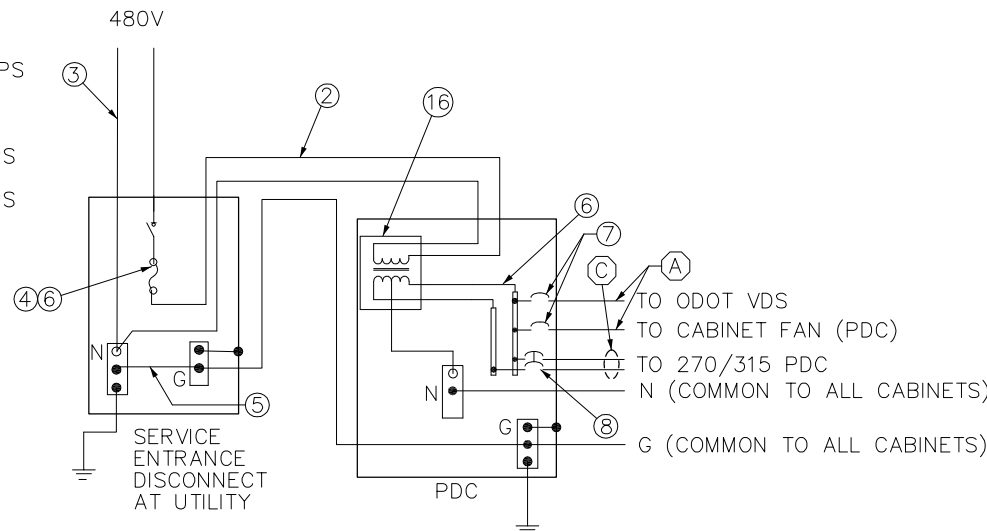 480V
PS
3
2
16
S
S
6
7
C
A
4 6
TO ODOT VDS
TO CABINET FAN (PDC)
TO 270/315 PDC
N (COMMON TO ALL CABINETS)
N
G
N
5
8
G
G (COMMON TO ALL CABINETS)
SERVICE
ENTRANCE
DISCONNECT
AT UTILITY
PDC